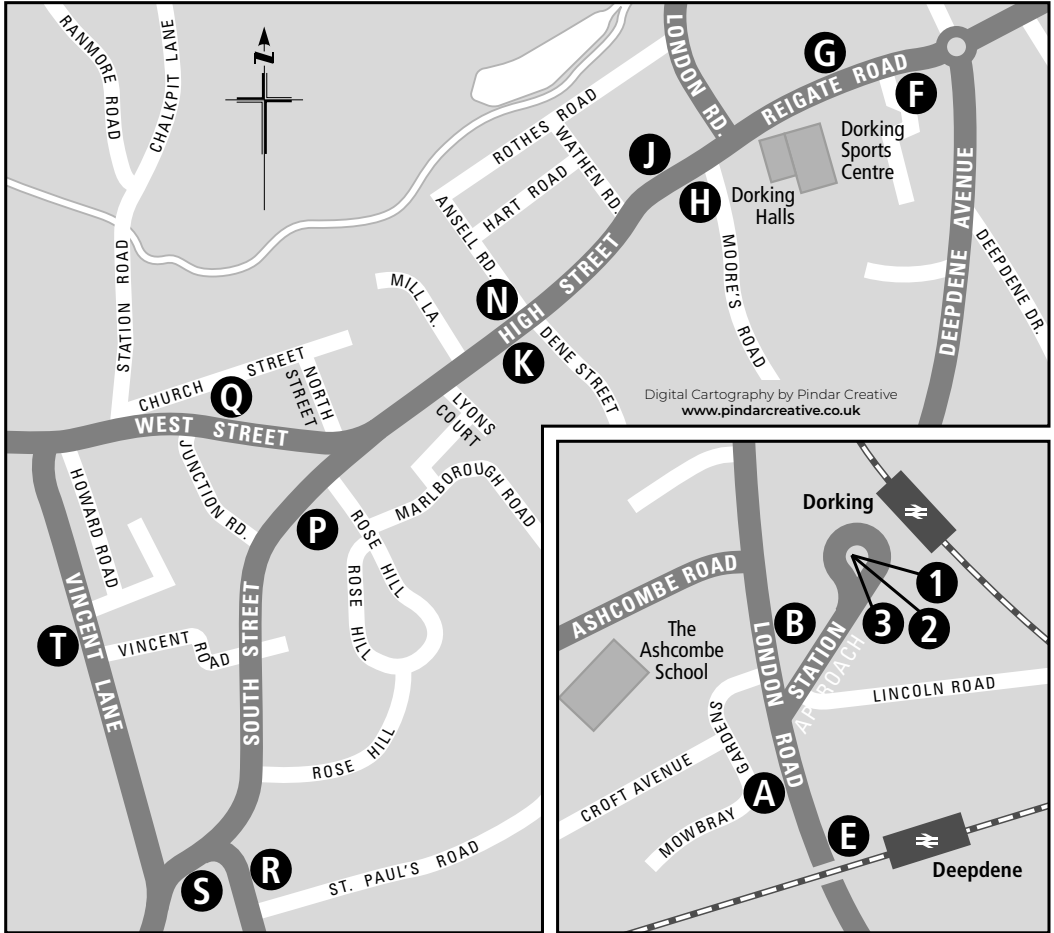 RANMORE ROAD
CHALKPIT LANE
N
LONDON RD.
G
REIGATE ROAD
F
ROTHES ROAD
WATHEN RD.
J
Dorking
Sports
Centre
HART ROAD
H
Dorking
Halls
ANSELL RD.
DEEPDENE AVENUE
STATION ROAD
MILL LA.
N
HIGH STREET
MOORE'S ROAD
DEEPDENE DR.
K
DENE STREET
CHURCH STREET
NORTH
STREET
Q
WEST STREET
LYONS
COURT
Digital Cartography by Pindar Creative
www.pindarcreative.co.uk
HOWARD ROAD
JUNCTION RD.
MARLBOROUGH ROAD
P
ROSE HILL
ROSE HILL
SOUTH STREET
T
VINCENT LANE
VINCENT ROAD
ROSE HILL
ST. PAUL'S ROAD
R
S
Dorking
ASHCOMBE ROAD
1
B
3
2
The
Ashcombe
School
LONDON ROAD
STATION
APPROACH
LINCOLN ROAD
CROFT AVENUE
MOWBRAY GARDENS
A
E
Deepdene